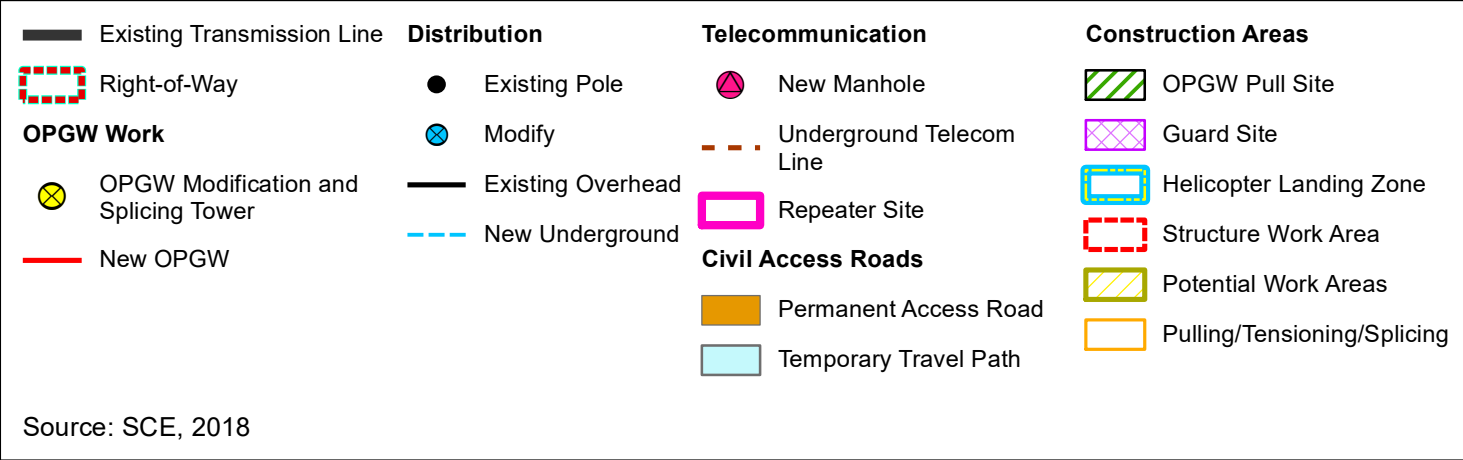 Existing Transmission Line
Right-of-Way
OPGW Work
OPGW Modification and
Splicing Tower
New OPGW
Distribution
Existing Pole
Modify
Existing Overhead
New Underground
Telecommunication
New Manhole
Underground Telecom
Line
Repeater Site
Civil Access Roads
Permanent Access Road
Temporary Travel Path
Construction Areas
OPGW Pull Site
Guard Site
Helicopter Landing Zone
Structure Work Area
Potential Work Areas
Pulling/Tensioning/Splicing
Source: SCE, 2018